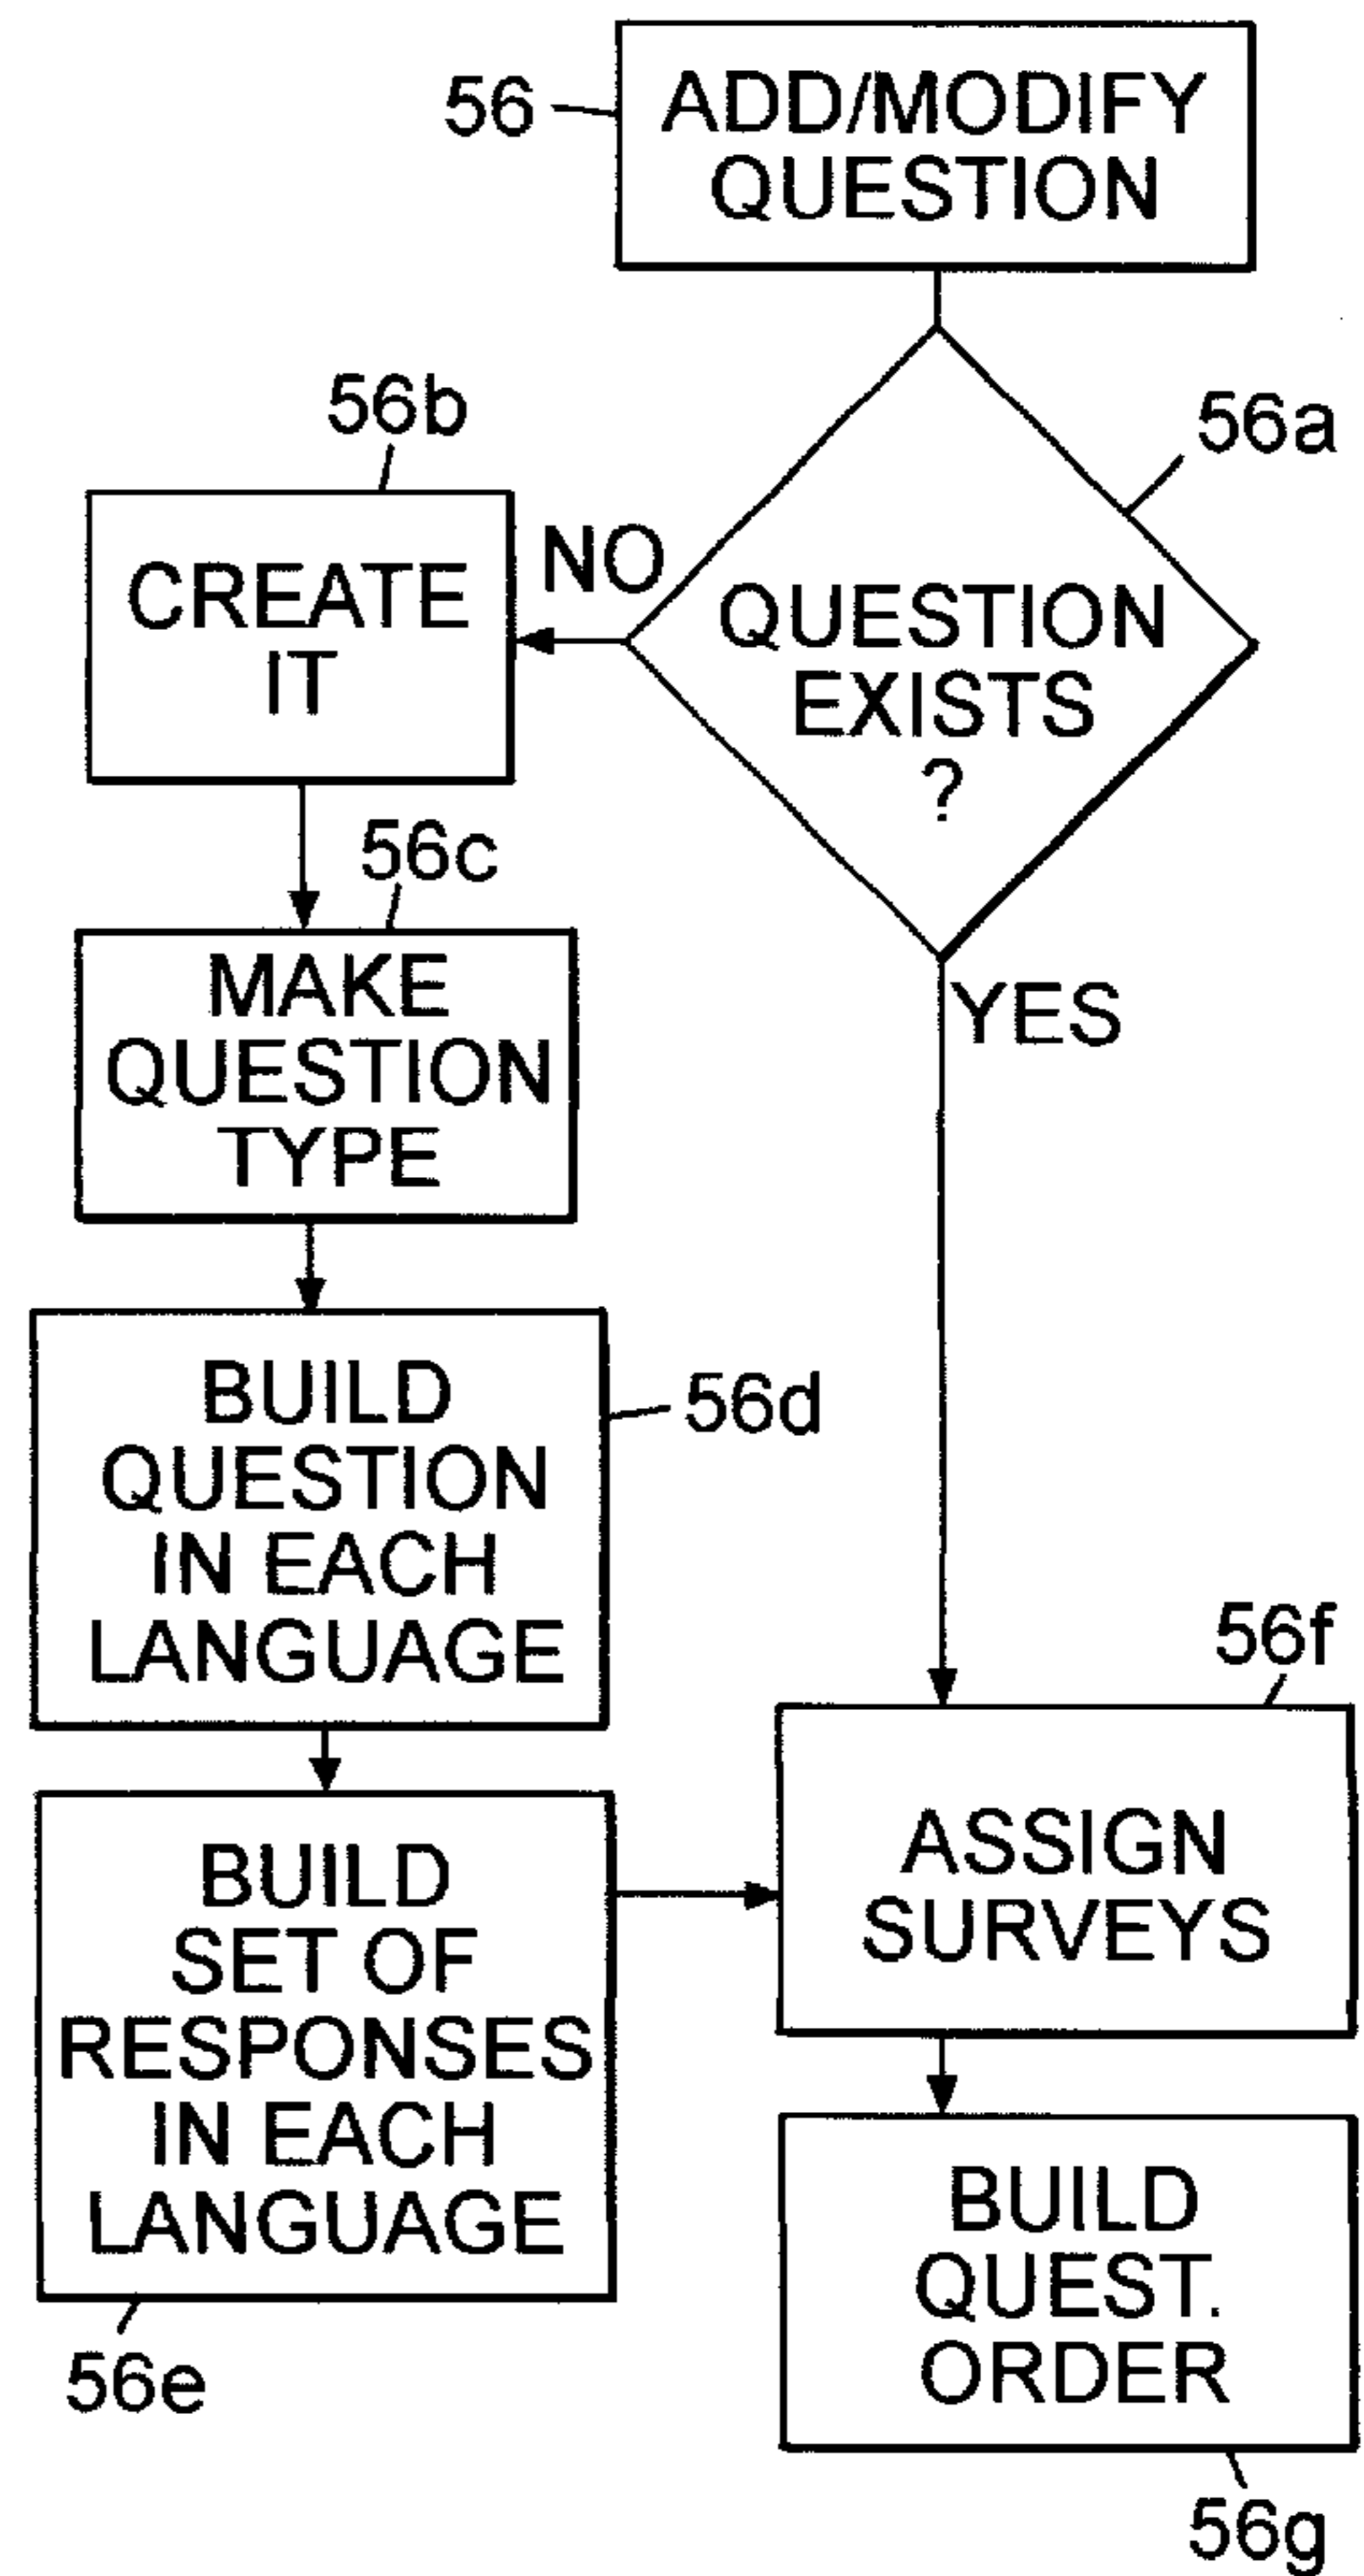 56
ADD/MODIFY
QUESTION
56a
QUESTION
EXISTS
?
NO
YES
56b
CREATE
IT
56c
MAKE
QUESTION
TYPE
56d
BUILD
QUESTION
IN EACH
LANGUAGE
BUILD
SET OF
RESPONSES
IN EACH
LANGUAGE
56e
56f
ASSIGN
SURVEYS
BUILD
QUEST.
ORDER
56g